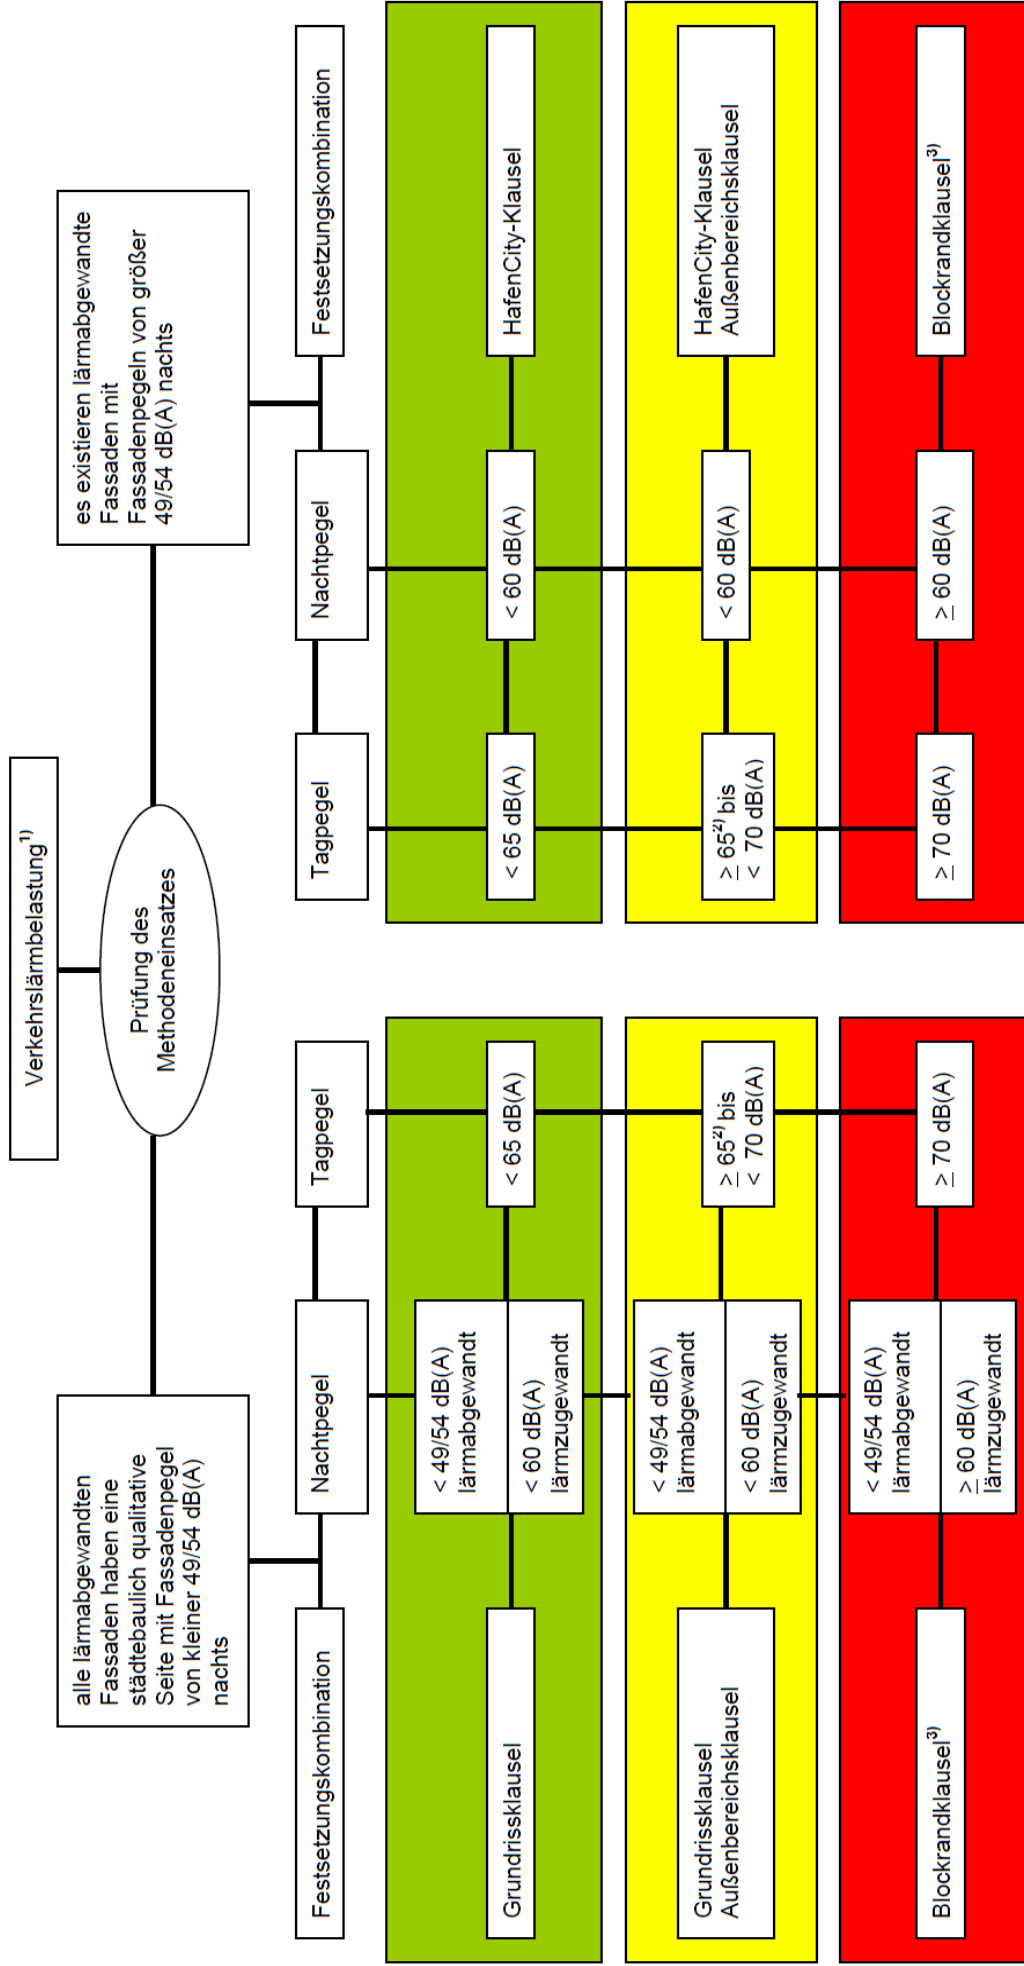 Verkehrslärmbelastung1)
Prüfung des
Methodeneinsatzes
alle lärmabgewandten
Fassaden haben eine
städtebaulich qualitative
Seite mit Fassadenpegel
von kleiner 49/54 dB(A)
nachts
es existieren lärmabgewandte
Fassaden mit
Fassadenpegeln von größer
49/54 dB(A) nachts
Festsetzungskombination
Nachtpegel
Tagpegel
Tagpegel
Nachtpegel
Festsetzungskombination
Grundrissklausel
< 49/54 dB(A)
lärmabgewandt
< 60 dB(A)
lärmzugewandt
< 65 dB(A)
< 65 dB(A)
< 60 dB(A)
HafenCity-Klausel
Grundrissklausel
Außenbereichsklausel
< 49/54 dB(A)
lärmabgewandt
< 60 dB(A)
lärmzugewandt
≥ 652) bis
< 70 dB(A)
≥ 652) bis
< 70 dB(A)
< 60 dB(A)
HafenCity-Klausel
Außenbereichsklausel
Blockrandklausel3)
< 49/54 dB(A)
lärmabgewandt
≥ 60 dB(A)
lärmzugewandt
≥ 70 dB(A)
≥ 70 dB(A)
≥ 60 dB(A)
Blockrandklausel3)